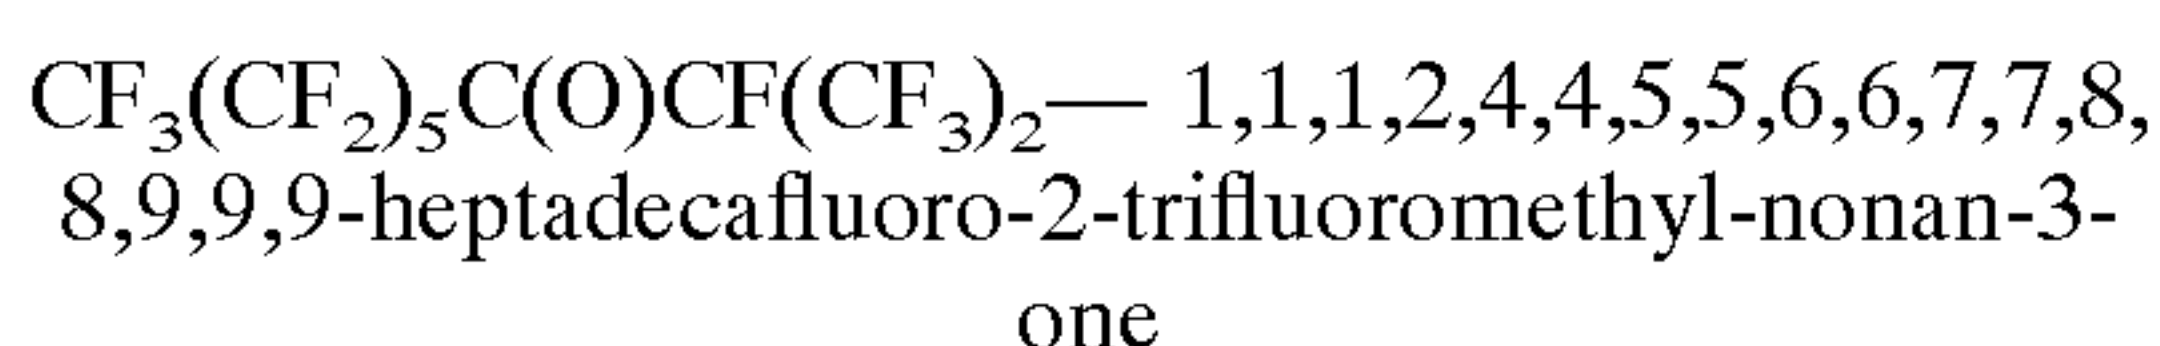 CF₃(CF₂)₅C(O)CF(CF₃)₂— 1,1,1,2,4,4,5,5,6,6,7,7,8,
8,9,9,9-heptadecafluoro-2-trifluoromethyl-nonan-3-
one